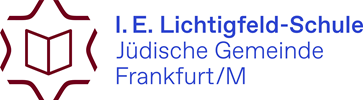 I. E. Lichtigfeld-Schule
Jüdische Gemeinde
Frankfurt/M